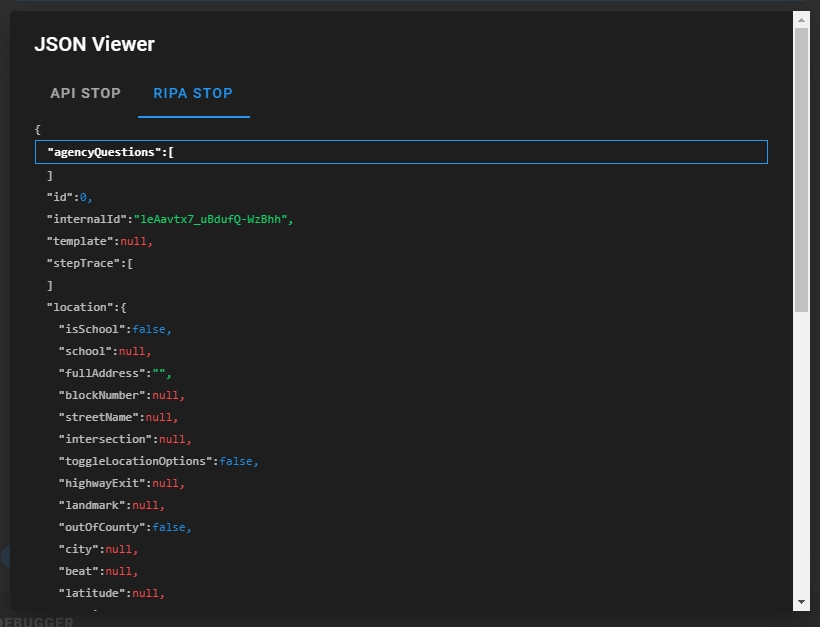 JSON Viewer
API STOP RIPA STOP
{
"agencyQuestions":[
]
"id":0,
"internalId":"leAavtx7_uBdufQ-WzBhh",
"template":null,
"stepTrace":[
]
"location":{
"isSchool":false,
"school":null,
"fullAddress":"",
"blockNumber":null,
"streetName":null,
"intersection":null,
"toggleLocationOptions":false,
"highwayExit":null,
"landmark":null,
"outOfCounty":false,
"city":null,
"beat":null,
"latitude":null,
DEBUGGER